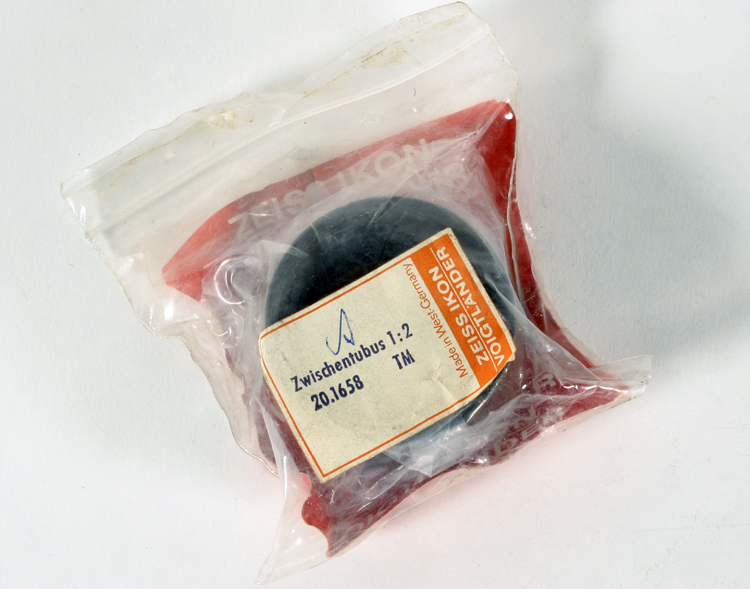 ZEISS IKON
Zwischentubus 1:2
20.1658 TM
Made in West-Germany
ZEISS IKON
VOIGTLÄNDER